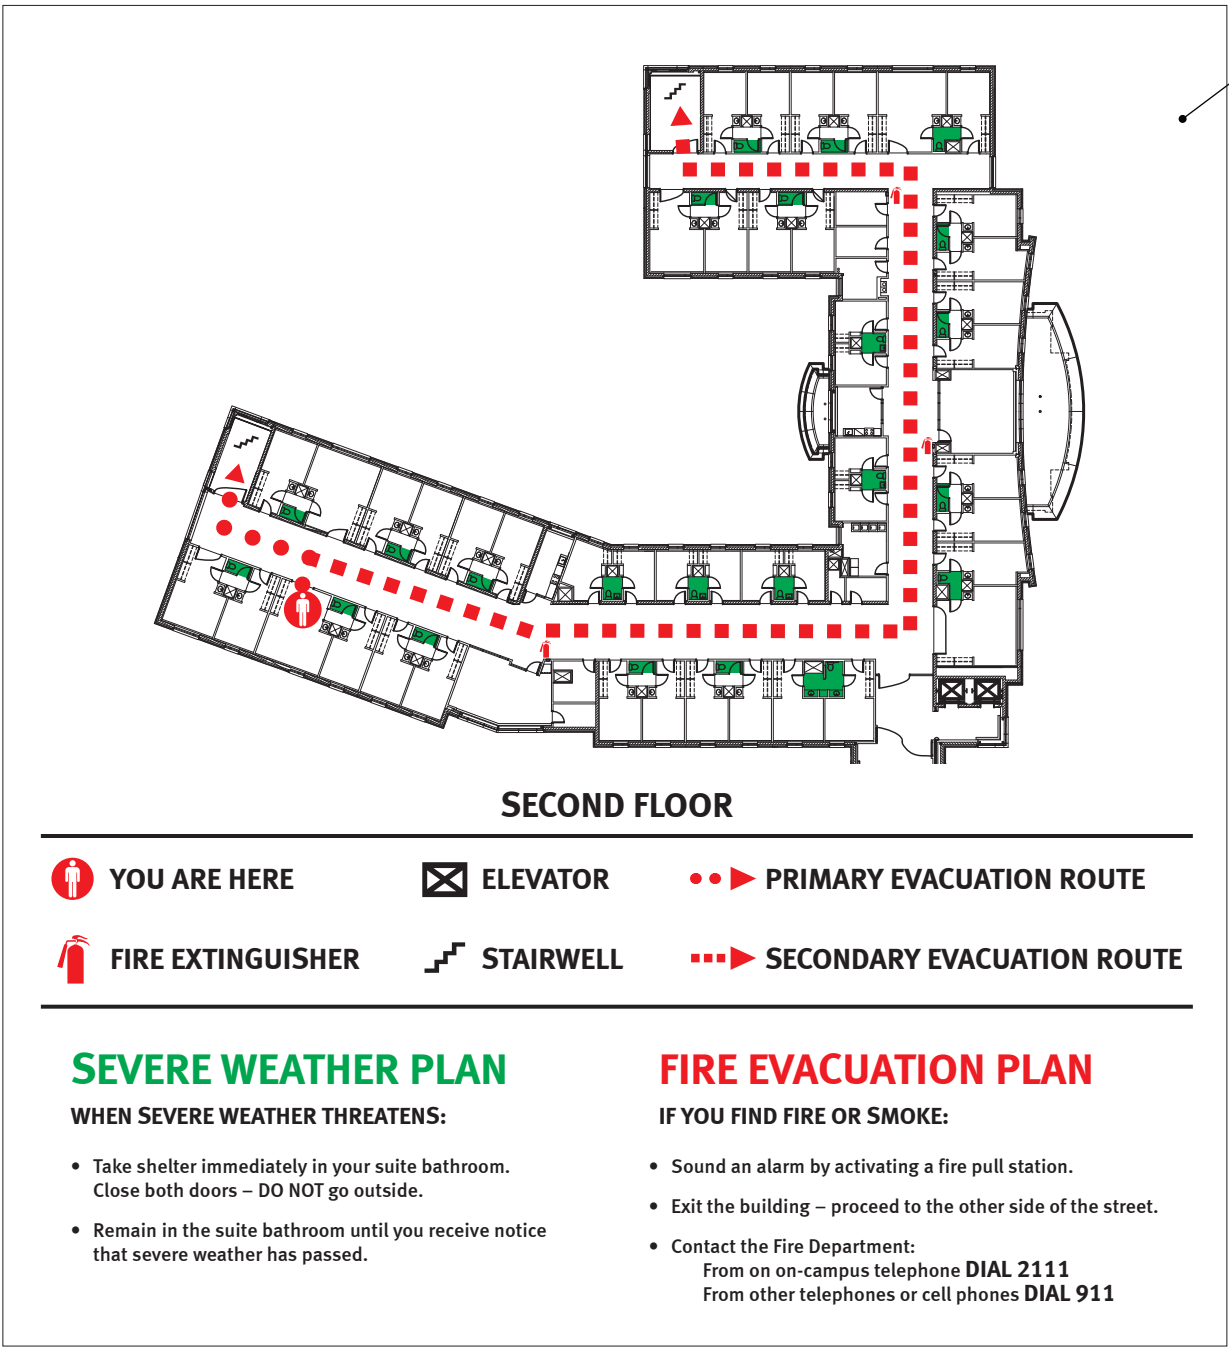 SECOND FLOOR
YOU ARE HERE
ELEVATOR
PRIMARY EVACUATION ROUTE
FIRE EXTINGUISHER
STAIRWELL
SECONDARY EVACUATION ROUTE
SEVERE WEATHER PLAN
WHEN SEVERE WEATHER THREATENS:
• Take shelter immediately in your suite bathroom.
Close both doors – DO NOT go outside.
• Remain in the suite bathroom until you receive notice
that severe weather has passed.
FIRE EVACUATION PLAN
IF YOU FIND FIRE OR SMOKE:
• Sound an alarm by activating a fire pull station.
• Exit the building – proceed to the other side of the street.
• Contact the Fire Department:
From on on-campus telephone DIAL 2111
From other telephones or cell phones DIAL 911